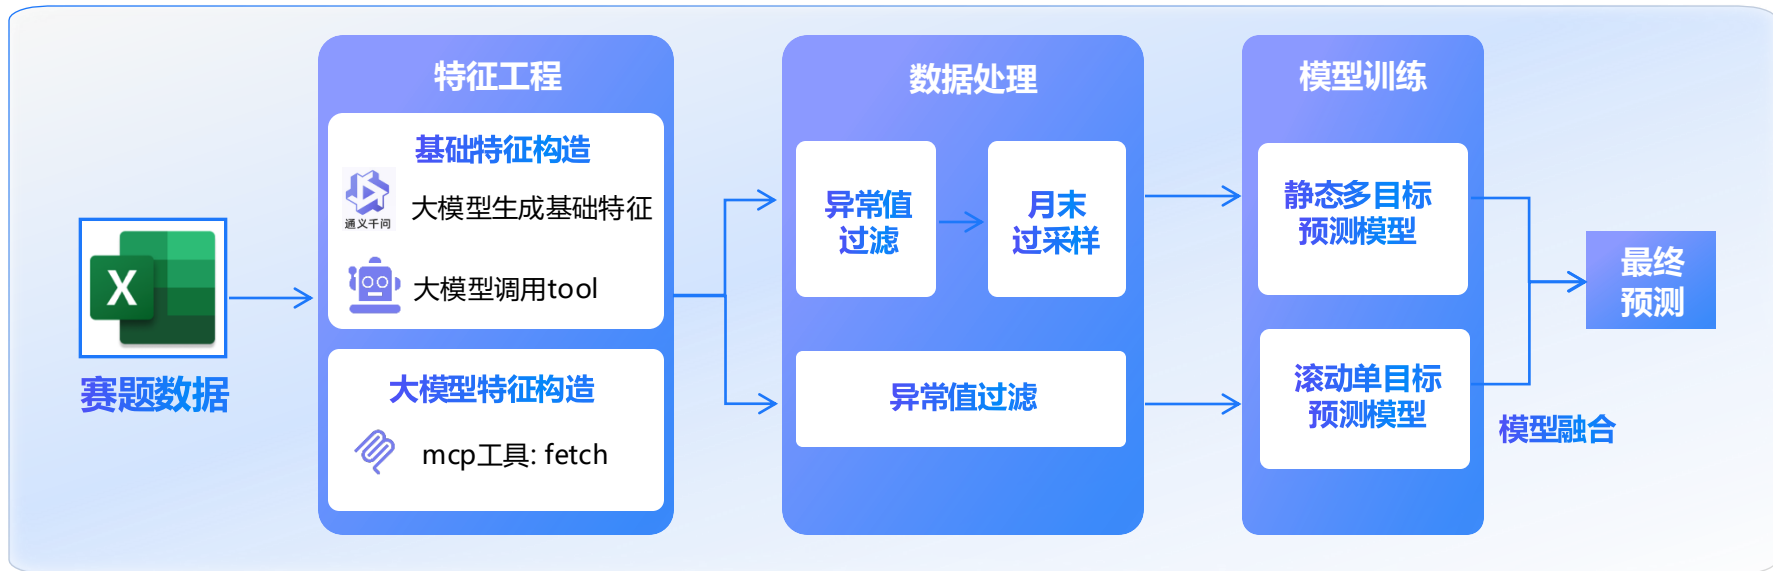 赛题数据
特征工程
基础特征构造
通义千问
大模型生成基础特征
大模型调用tool
大模型特征构造
mcp工具: fetch
数据处理
异常值
过滤
月末
过采样
异常值过滤
模型训练
静态多目标
预测模型
滚动单目标
预测模型
模型融合
最终
预测
X